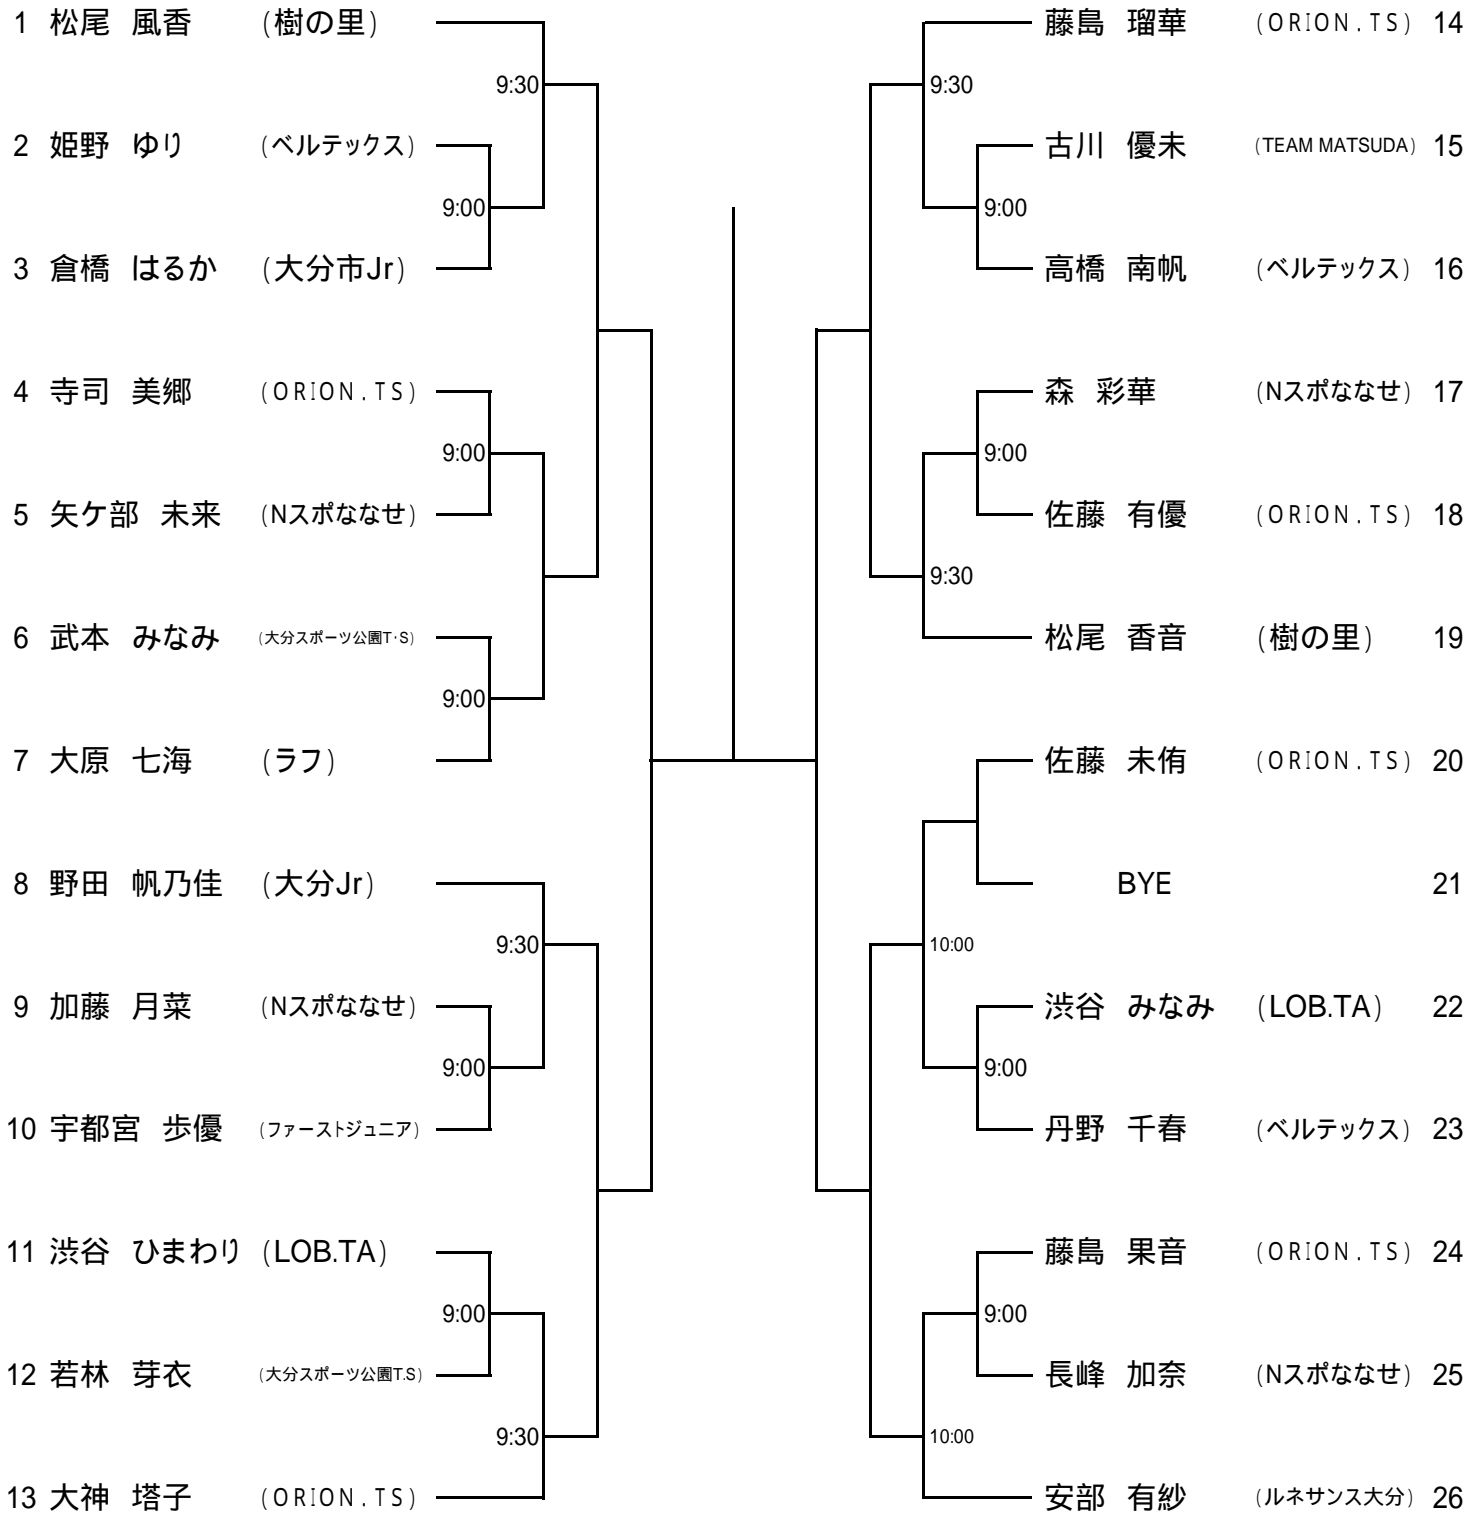 1 松尾 風香 (樹の里)
9:30
2 姫野 ゆり (ベルテックス)
9:00
3 倉橋 はるか (大分市Jr)
4 寺司 美郷 (ORION.TS)
9:00
5 矢ケ部 未来 (Nスポななせ)
6 武本 みなみ (大分スポーツ公園T・S)
9:00
7 大原 七海 (ラフ)
8 野田 帆乃佳 (大分Jr)
9:30
9 加藤 月菜 (Nスポななせ)
9:00
10 宇都宮 歩優 (ファーストジュニア)
11 渋谷 ひまわり (LOB.TA)
9:00
12 若林 芽衣 (大分スポーツ公園T.S)
9:30
13 大神 塔子 (ORION.TS)
藤島 瑠華 (ORION.TS) 14
9:30
古川 優未 (TEAM MATSUDA) 15
9:00
高橋 南帆 (ベルテックス) 16
森 彩華 (Nスポななせ) 17
9:00
佐藤 有優 (ORION.TS) 18
9:30
松尾 香音 (樹の里) 19
佐藤 未侑 (ORION.TS) 20
BYE 21
10:00
渋谷 みなみ (LOB.TA) 22
9:00
丹野 千春 (ベルテックス) 23
藤島 果音 (ORION.TS) 24
9:00
長峰 加奈 (Nスポななせ) 25
10:00
安部 有紗 (ルネサンス大分) 26